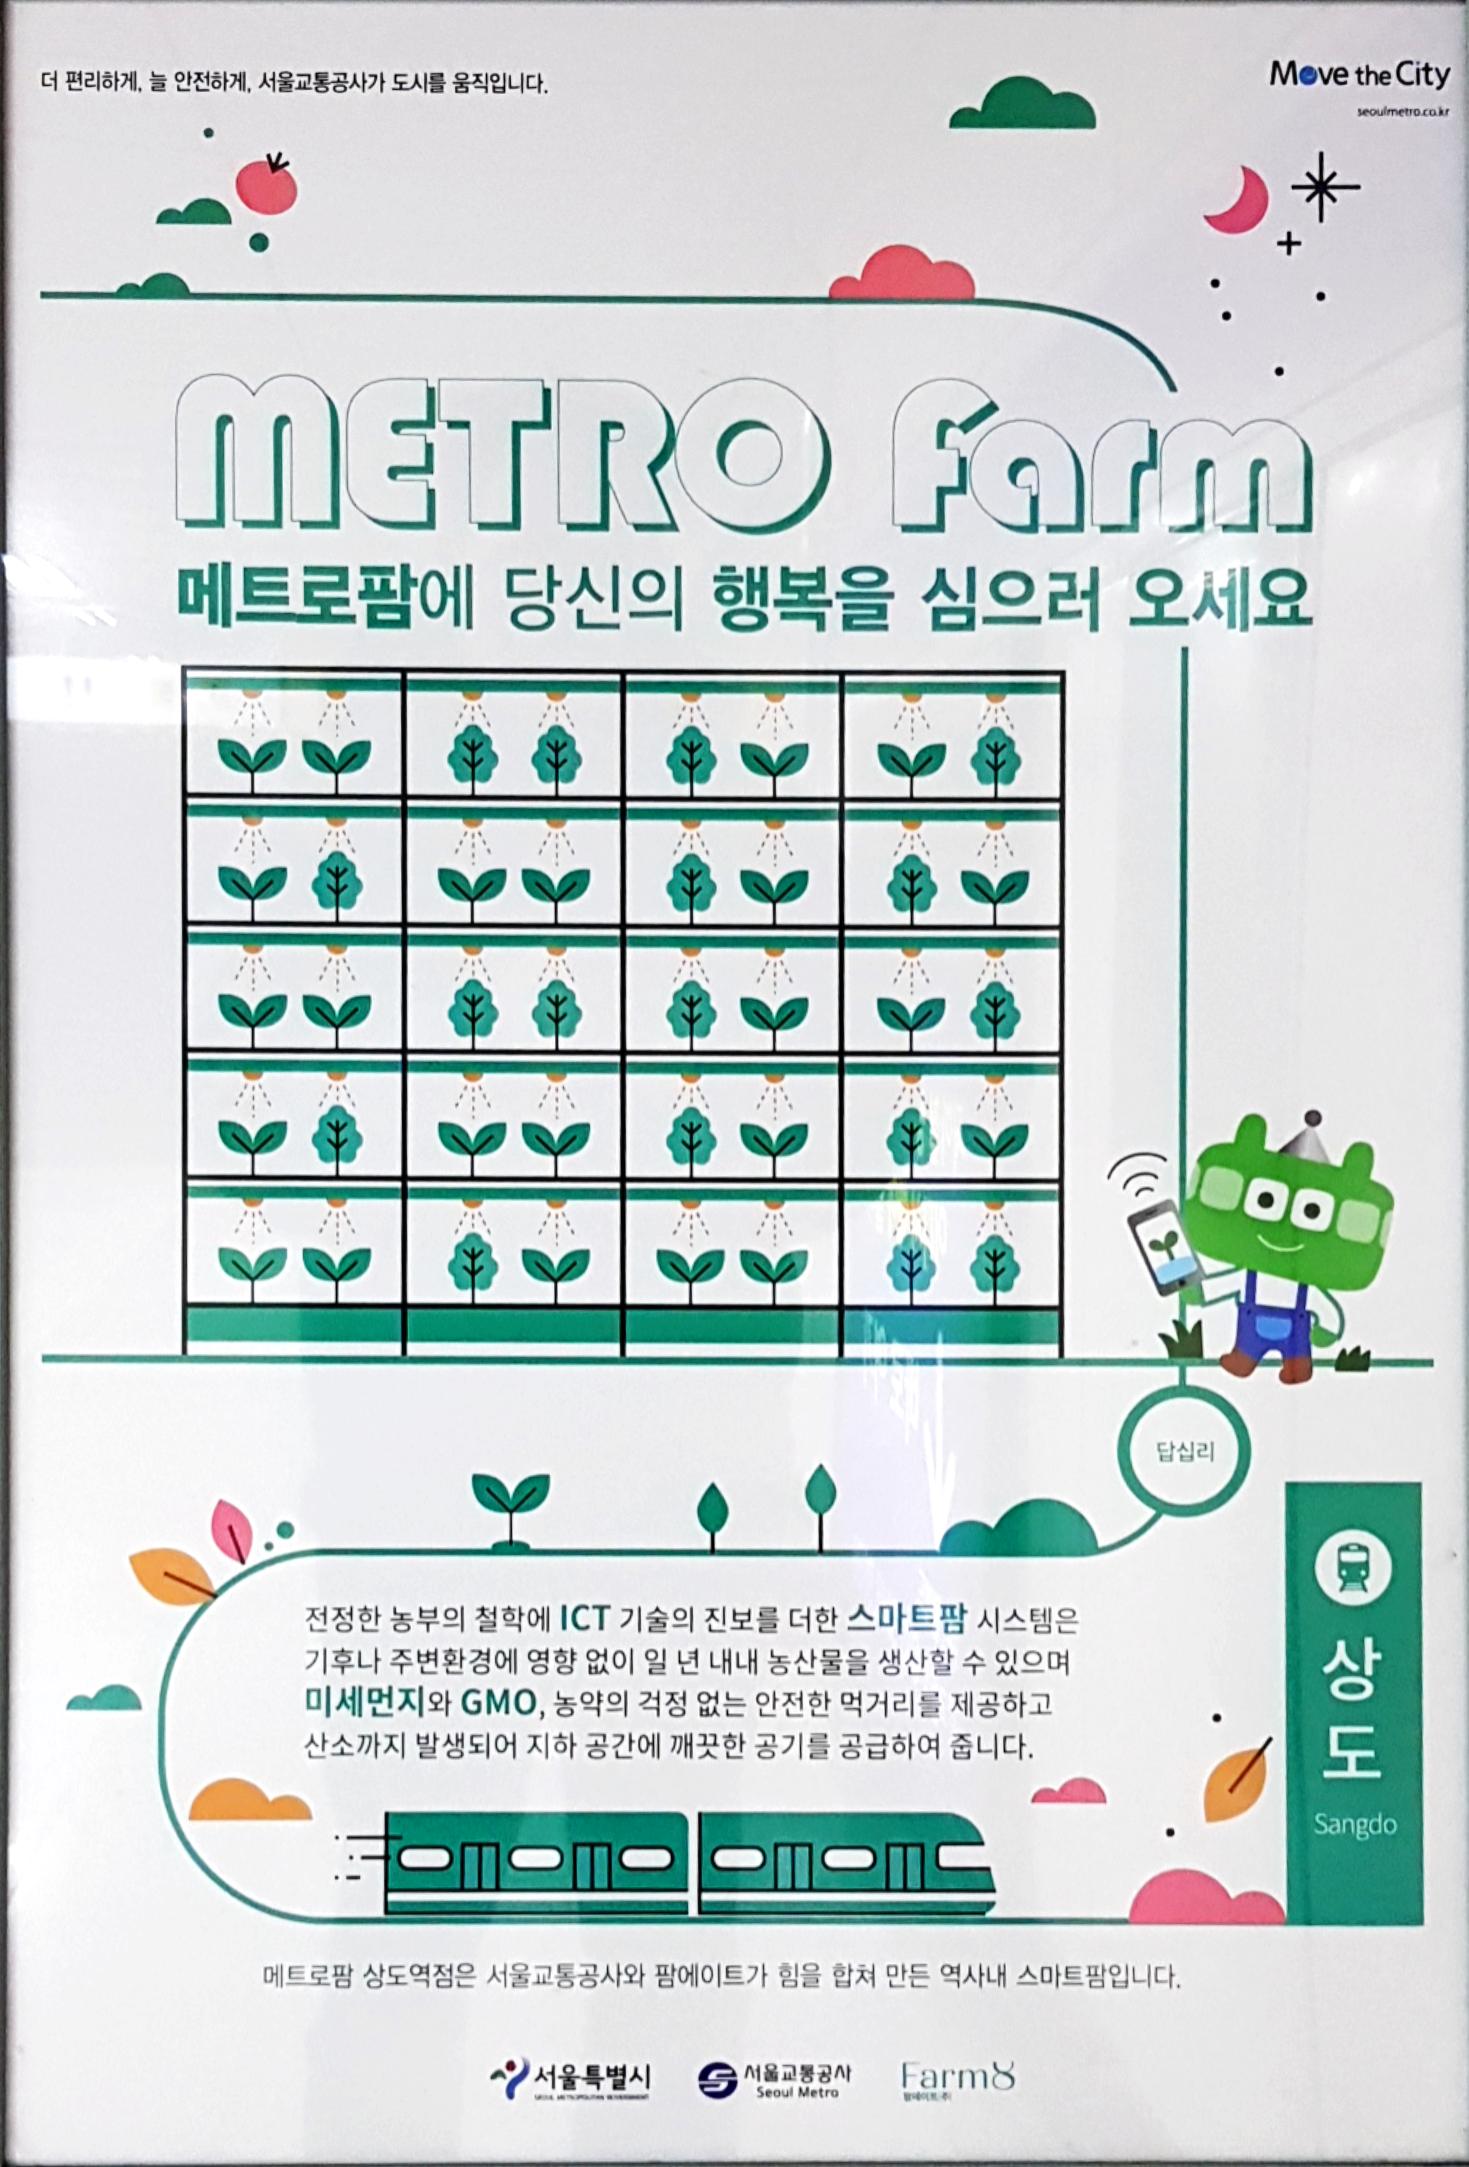 더 편리하게, 늘 안전하게, 서울교통공사가 도시를 움직입니다.
Move the City
seoulmetro.co.kr
METRO Farm
메트로팜에 당신의 행복을 심으러 오세요
답십리
전정한 농부의 철학에 ICT 기술의 진보를 더한 스마트팜 시스템은
기후나 주변환경에 영향 없이 일 년 내내 농산물을 생산할 수 있으며
미세먼지와 GMO, 농약의 걱정 없는 안전한 먹거리를 제공하고
산소까지 발생되어 지하 공간에 깨끗한 공기를 공급하여 줍니다.
상도
Sangdo
메트로팜 상도역점은 서울교통공사와 팜에이트가 힘을 합쳐 만든 역사내 스마트팜입니다.
서울특별시
SEOUL METROPOLITAN GOVERNMENT
서울교통공사
Seoul Metro
Farm8
팜에이트(주)